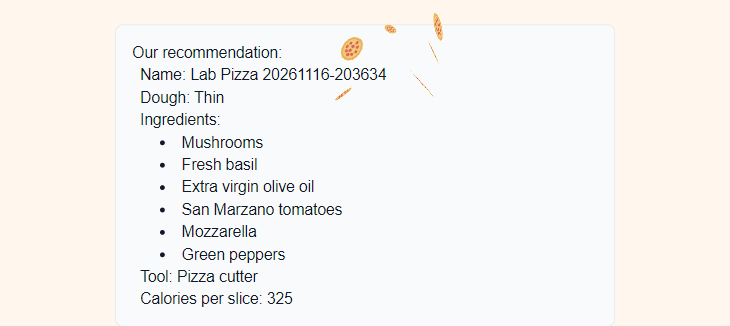 Our recommendation:
Name: Lab Pizza 20261116-203634
Dough: Thin
Ingredients:
• Mushrooms
• Fresh basil
• Extra virgin olive oil
• San Marzano tomatoes
• Mozzarella
• Green peppers
Tool: Pizza cutter
Calories per slice: 325